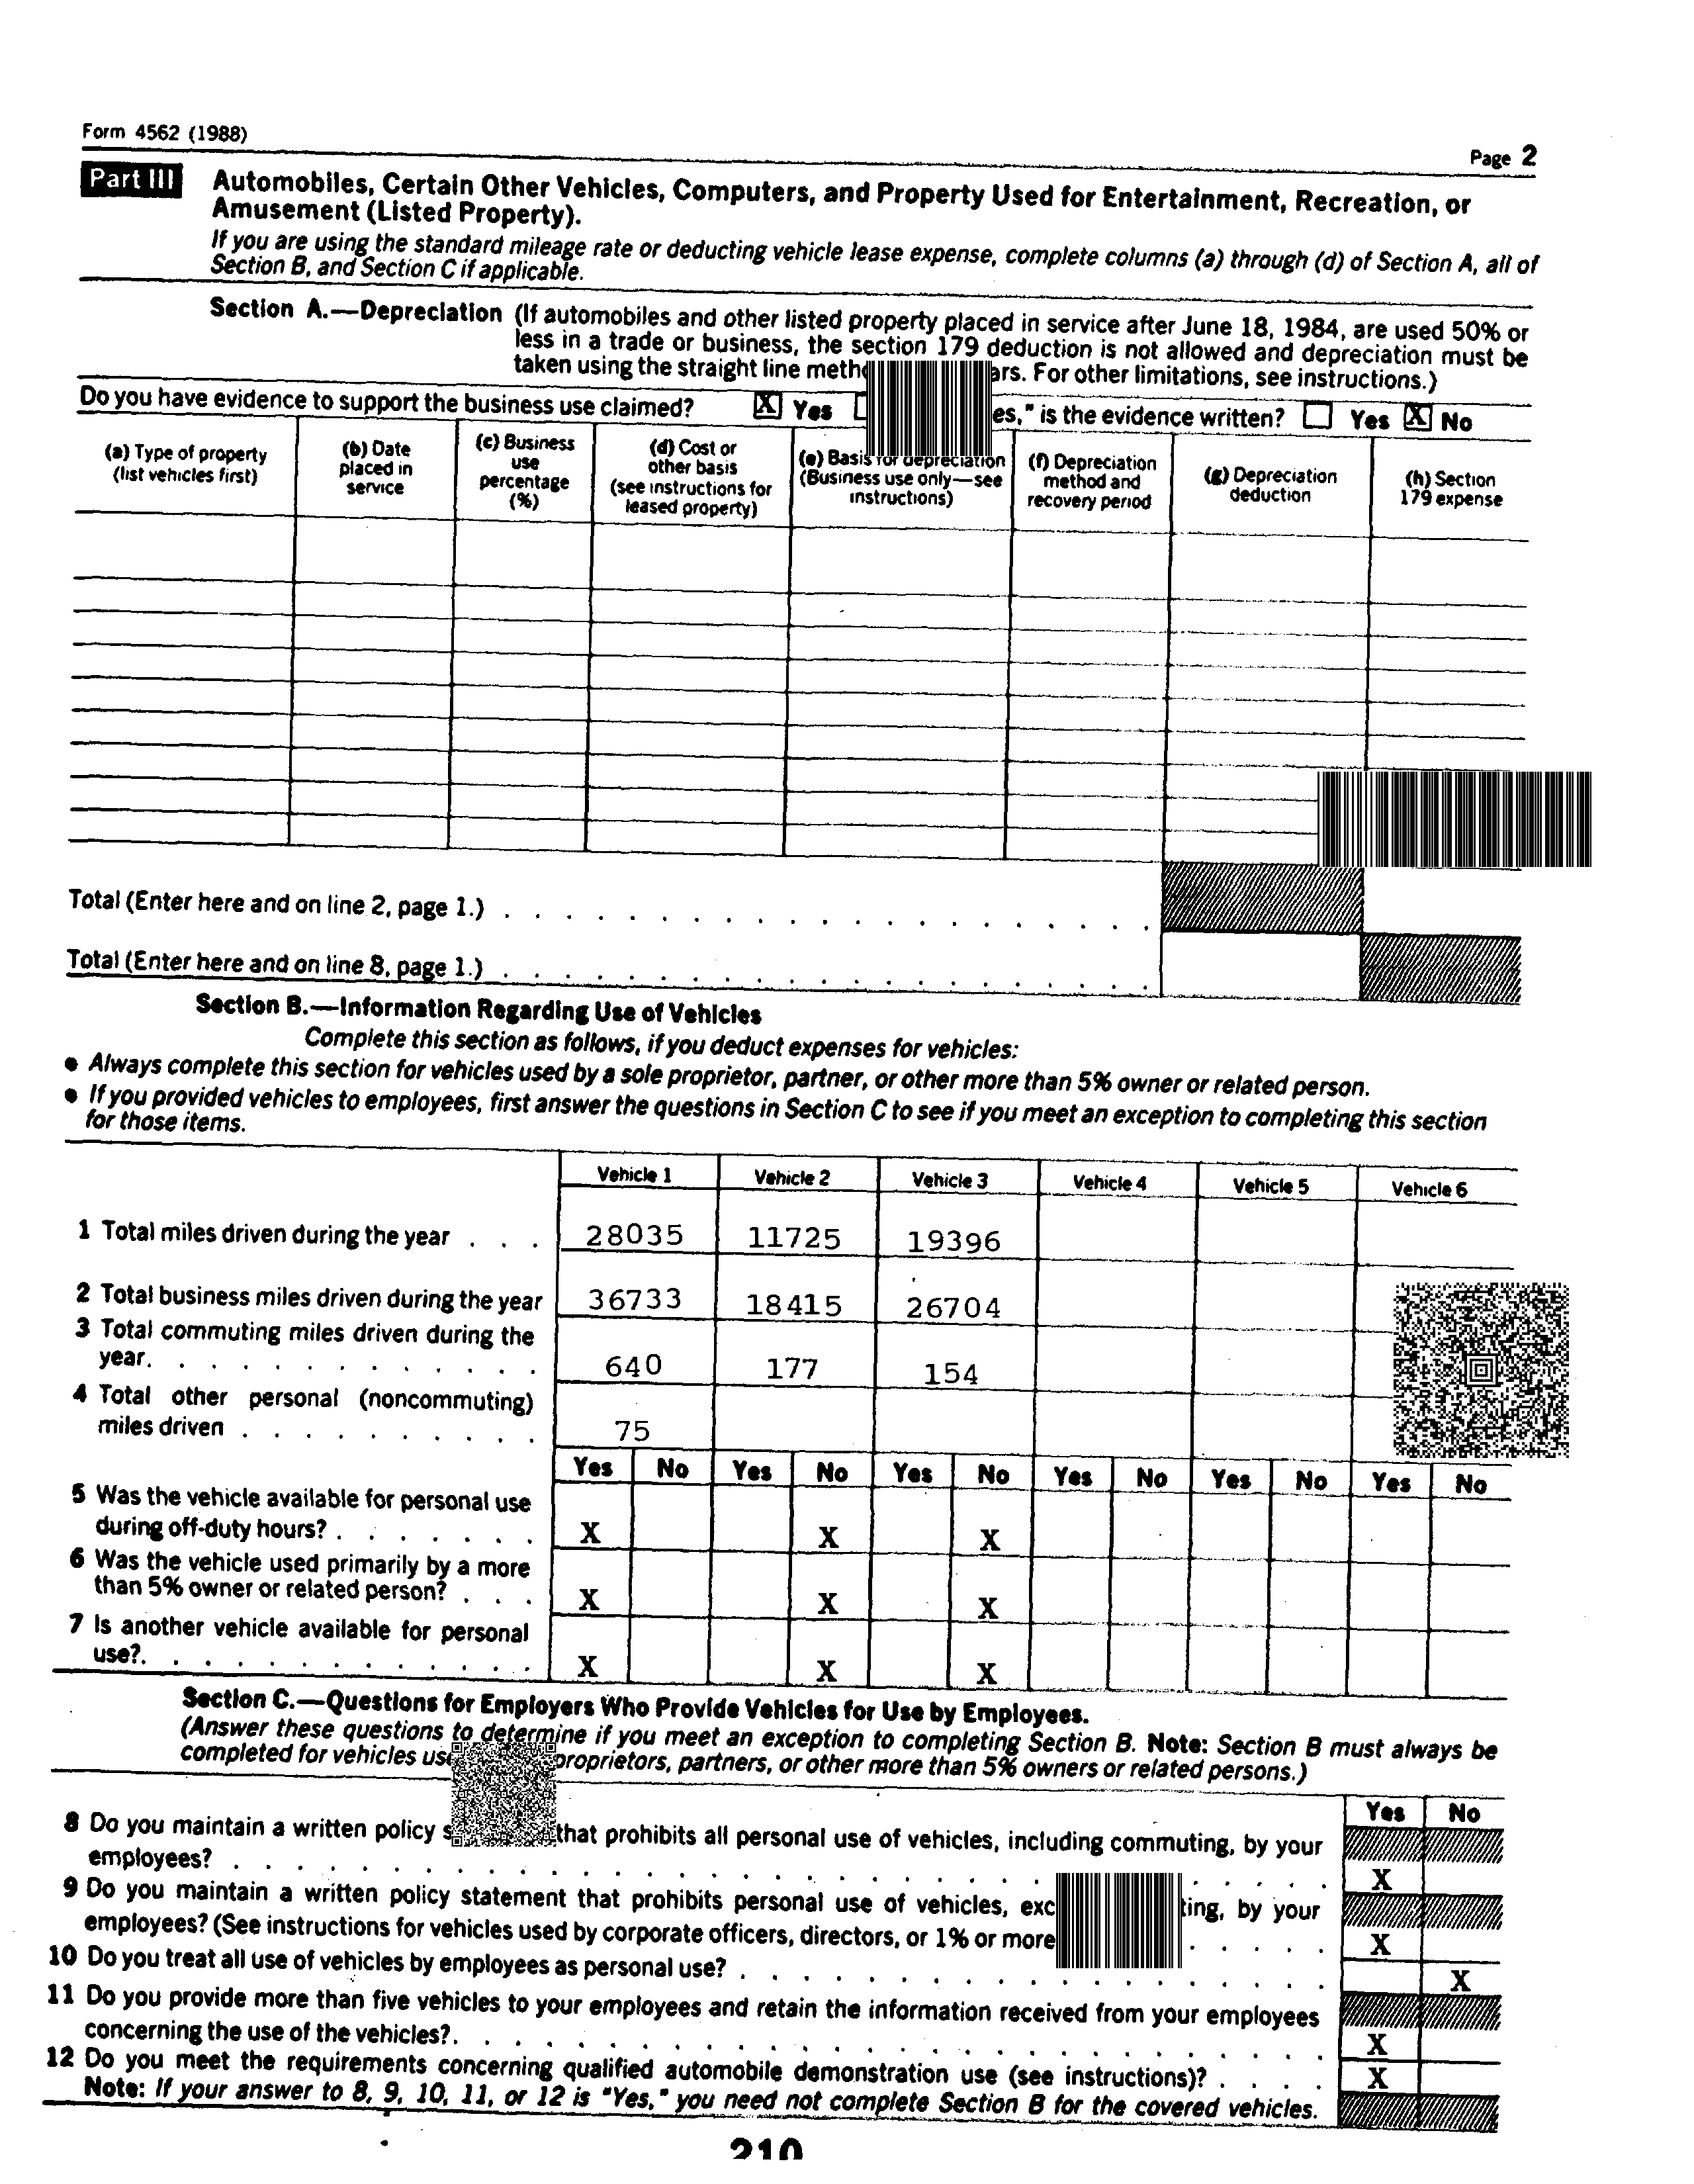 Form 4562 (1988)
Page 2
Part III Automobiles, Certain Other Vehicles, Computers, and Property Used for Entertainment, Recreation, or
Amusement (Listed Property).
If you are using the standard mileage rate or deducting vehicle lease expense, complete columns (a) through (d) of Section A, all of
Section B, and Section C if applicable.
Section A.—Depreciation (If automobiles and other listed property placed in service after June 18, 1984, are used 50% or
less in a trade or business, the section 179 deduction is not allowed and depreciation must be
taken using the straight line For other limitations, see instructions.)
Do you have evidence to support the business use claimed? X Yes is the evidence written? Yes X No
(a) Type of property
(list vehicles first)
(b) Date
placed in
service
(c) Business
use
percentage
(%)
(d) Cost or
other basis
(see instructions for
leased property)
(e) Basis for depreciation
(Business use only—see
instructions)
(f) Depreciation
method and
recovery period
(g) Depreciation
deduction
(h) Section
179 expense
Total (Enter here and on line 2, page 1.)
Total (Enter here and on line 8, page 1.)
Section B.—Information Regarding Use of Vehicles
Complete this section as follows, if you deduct expenses for vehicles:
• Always complete this section for vehicles used by a sole proprietor, partner, or other more than 5% owner or related person.
• If you provided vehicles to employees, first answer the questions in Section C to see if you meet an exception to completing this section
for those items.
Vehicle 1 Vehicle 2 Vehicle 3 Vehicle 4 Vehicle 5 Vehicle 6
1 Total miles driven during the year . . . 28035 11725 19396
2 Total business miles driven during the year 36733 18415 26704
3 Total commuting miles driven during the
year. . . . . . . . . . . . . 640 177 154
4 Total other personal (noncommuting)
miles driven . . . . . . . . . . 75
Yes No Yes No Yes No Yes No Yes No Yes No
5 Was the vehicle available for personal use
during off-duty hours? . . . . . . . X X X
6 Was the vehicle used primarily by a more
than 5% owner or related person? . . . X X X
7 Is another vehicle available for personal
use?. . . . . . . . . . . . . X X X
Section C.—Questions for Employers Who Provide Vehicles for Use by Employees.
(Answer these questions to determine if you meet an exception to completing Section B. Note: Section B must always be
completed for vehicles proprietors, partners, or other more than 5% owners or related persons.)
Yes No
8 Do you maintain a written policy that prohibits all personal use of vehicles, including commuting, by your
employees? X
9 Do you maintain a written policy statement that prohibits personal use of vehicles, by your
employees? (See instructions for vehicles used by corporate officers, directors, or 1% or more X
10 Do you treat all use of vehicles by employees as personal use? X
11 Do you provide more than five vehicles to your employees and retain the information received from your employees
concerning the use of the vehicles?. X
12 Do you meet the requirements concerning qualified automobile demonstration use (see instructions)? . . . . X
Note: If your answer to 8, 9, 10, 11, or 12 is "Yes," you need not complete Section B for the covered vehicles.
210